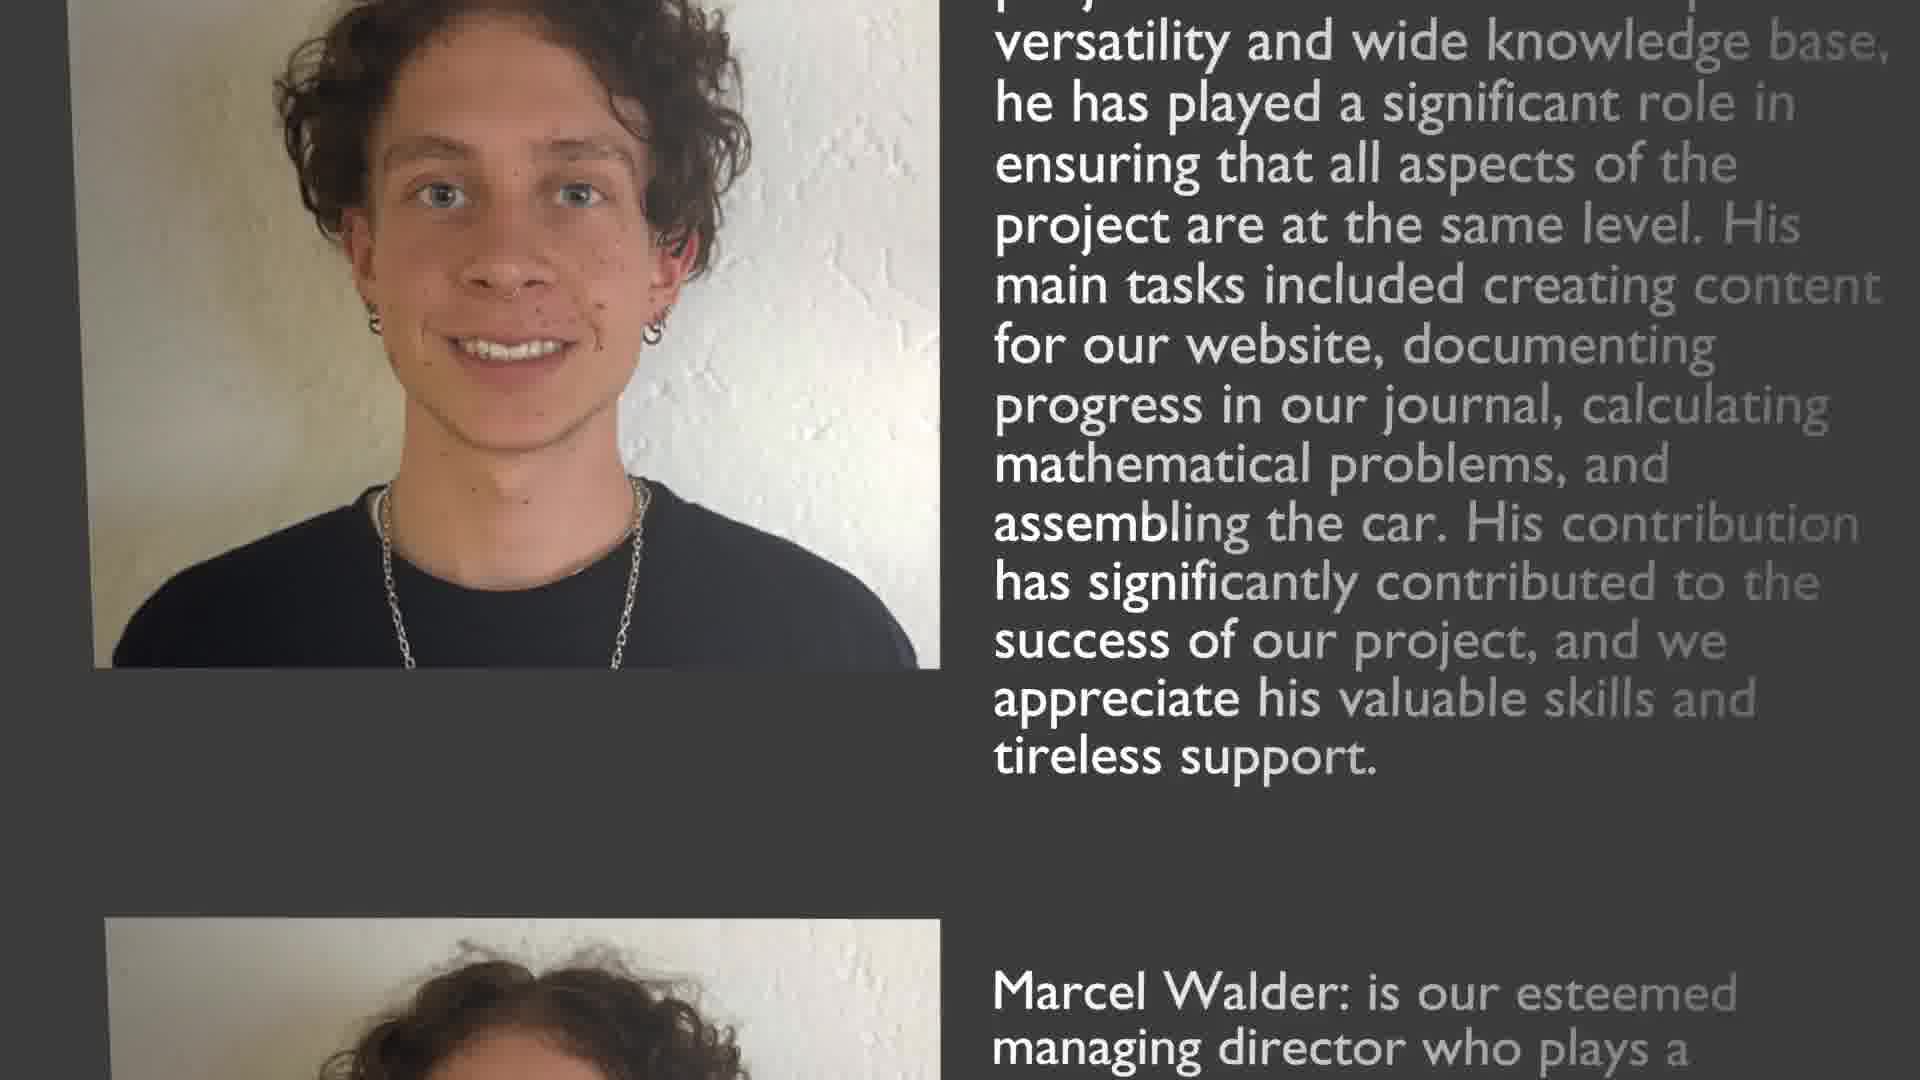 versatility and wide knowledge base,
he has played a significant role in
ensuring that all aspects of the
project are at the same level. His
main tasks included creating content
for our website, documenting
progress in our journal, calculating
mathematical problems, and
assembling the car. His contribution
has significantly contributed to the
success of our project, and we
appreciate his valuable skills and
tireless support.
Marcel Walder: is our esteemed
managing director who plays a